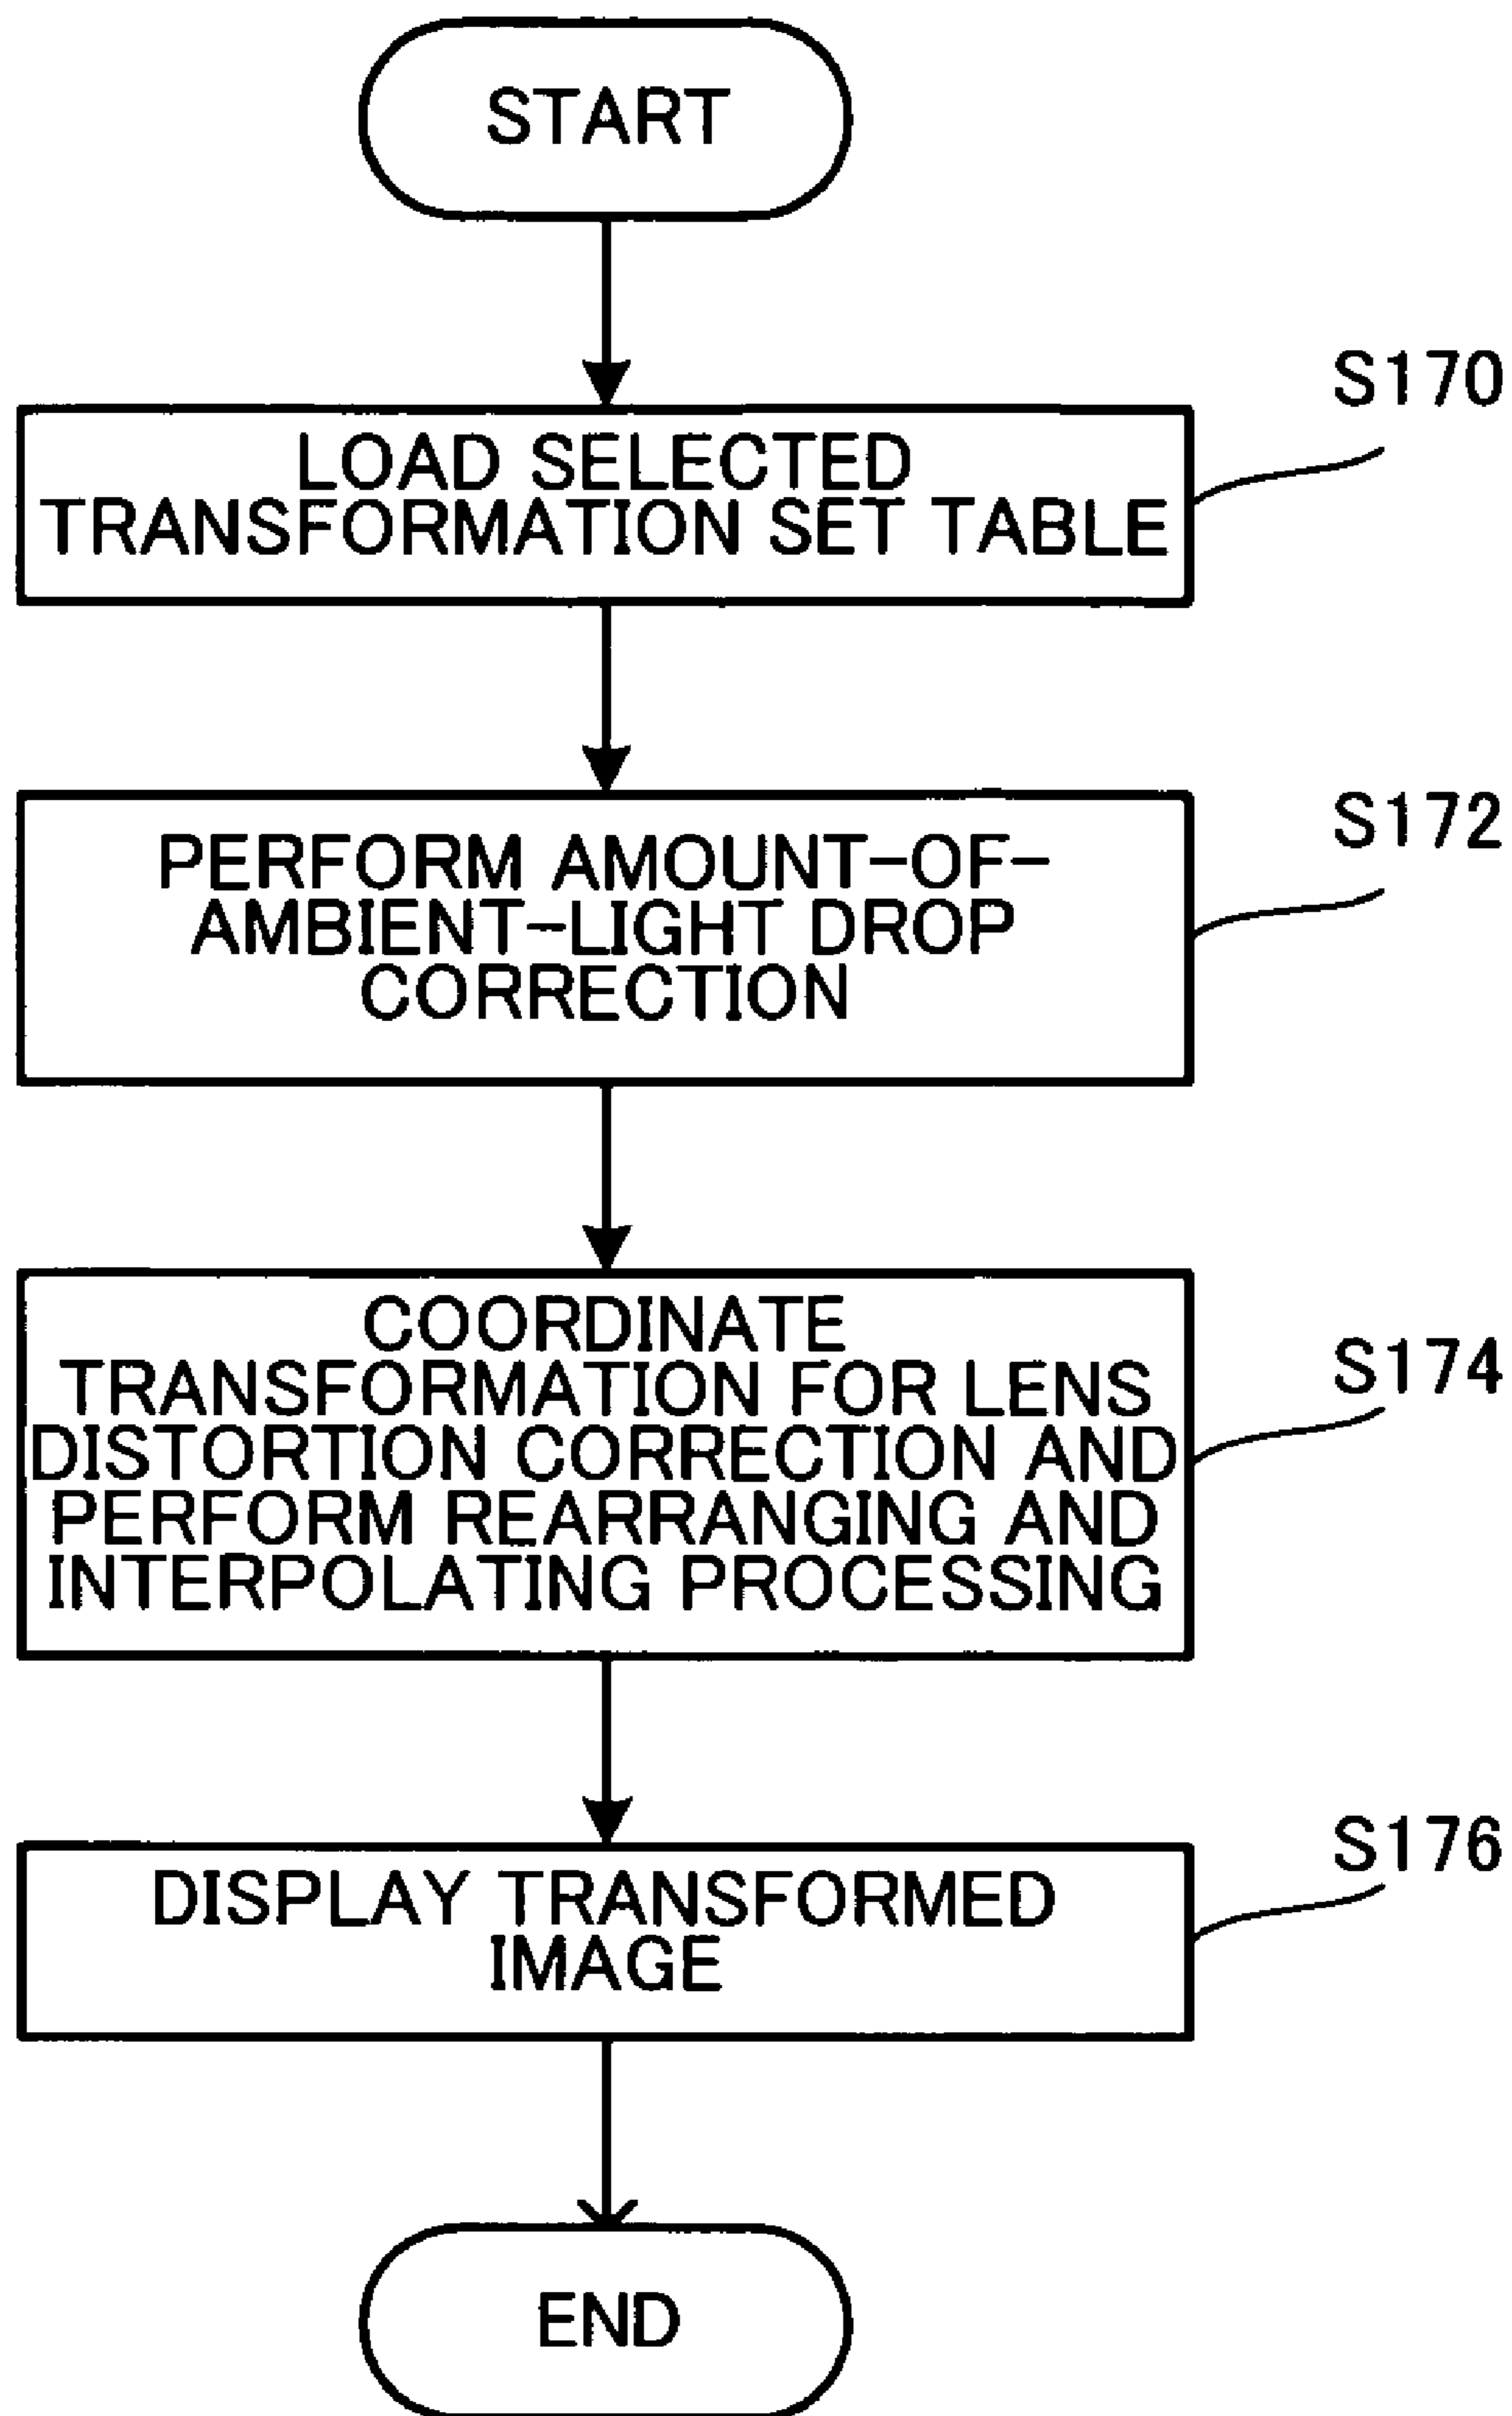 START
S170
LOAD SELECTED
TRANSFORMATION SET TABLE
S172
PERFORM AMOUNT-OF-
AMBIENT-LIGHT DROP
CORRECTION
S174
COORDINATE
TRANSFORMATION FOR LENS
DISTORTION CORRECTION AND
PERFORM REARRANGING AND
INTERPOLATING PROCESSING
S176
DISPLAY TRANSFORMED
IMAGE
END